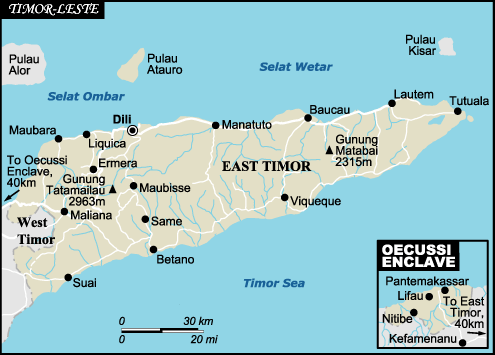 TIMOR-LESTE
Pulau
Alor
Pulau
Atauro
Pulau
Kisar
Selat Wetar
Selat Ombar
Lautem
Tutuala
Baucau
Dili
Manatuto
Maubara
Liquica
Gunung
Matabai
2315m
To Oecussi
Enclave,
40km
Ermera
EAST TIMOR
Gunung
Tatamailau
2963m
Maubisse
Viqueque
Maliana
West
Timor
Same
Betano
Suai
Timor Sea
OECUSSI
ENCLAVE
Pantemakassar
Lifau
To East
Timor,
40km
Nitibe
Kefamenanu
0 30 km
0 20 mi